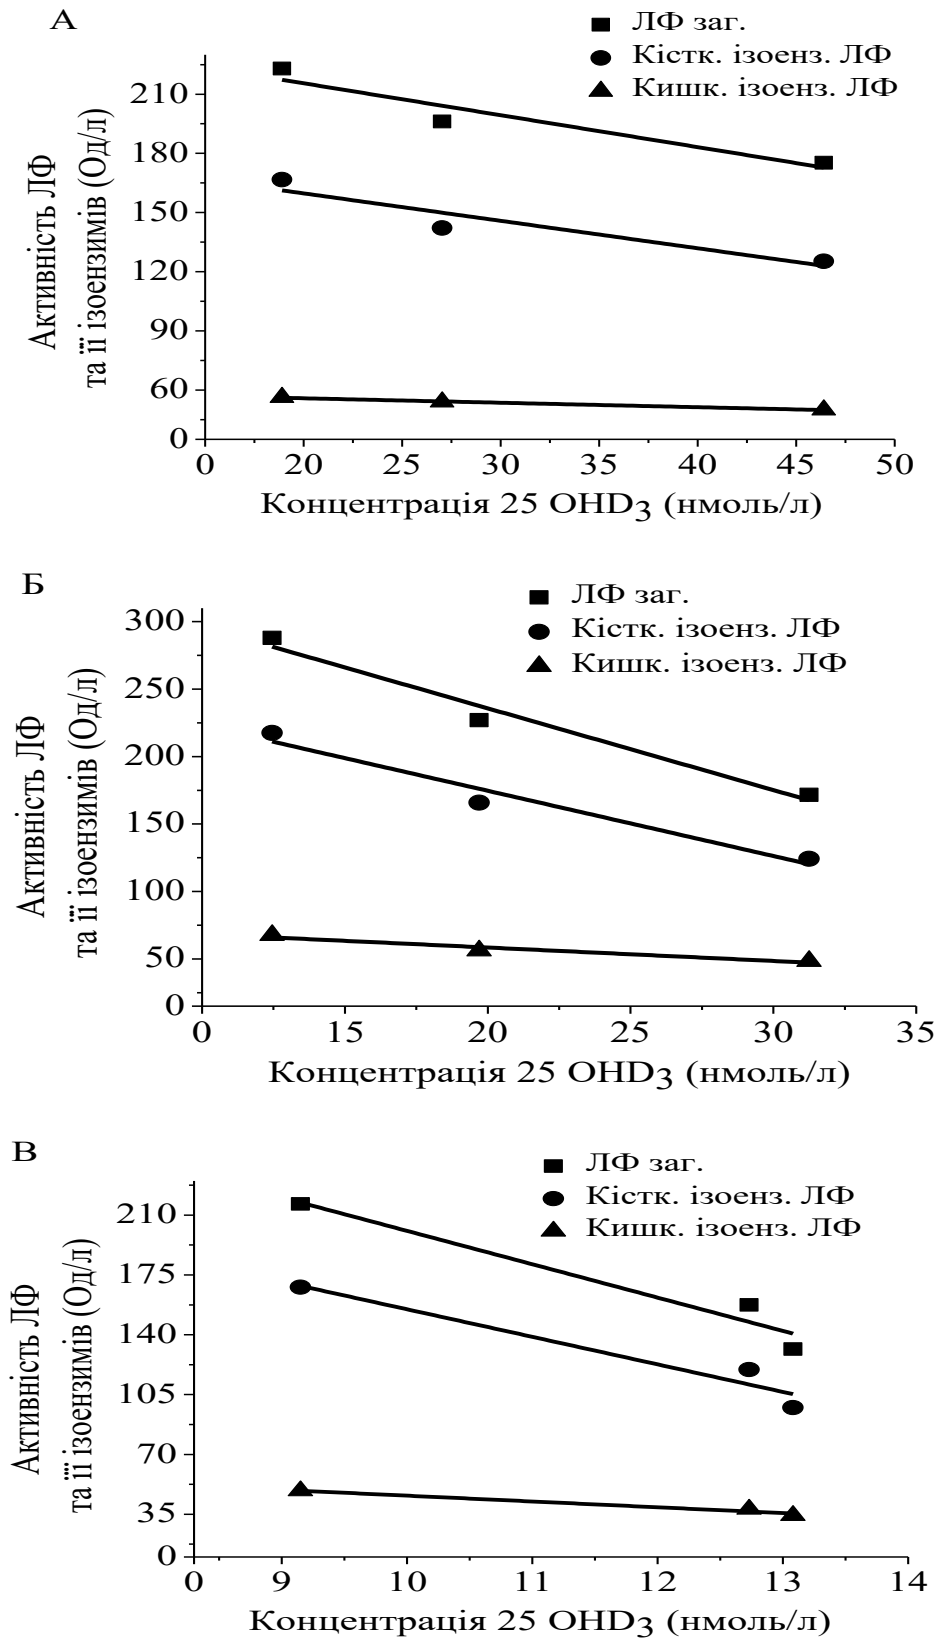 А
ЛФ заг.
Кістк. ізоенз. ЛФ
Кишк. ізоенз. ЛФ
Активність ЛФ
та її ізоензимів (Од/л)
210
180
150
120
90
60
0
0 20 25 30 35 40 45 50
Концентрація 25 OHD3 (нмоль/л)
Б
ЛФ заг.
Кістк. ізоенз. ЛФ
Кишк. ізоенз. ЛФ
Активність ЛФ
та її ізоензимів (Од/л)
300
250
200
150
100
50
0
0 15 20 25 30 35
Концентрація 25 OHD3 (нмоль/л)
В
ЛФ заг.
Кістк. ізоенз. ЛФ
Кишк. ізоенз. ЛФ
Активність ЛФ
та її ізоензимів (Од/л)
210
175
140
105
70
35
0
0 9 10 11 12 13 14
Концентрація 25 OHD3 (нмоль/л)